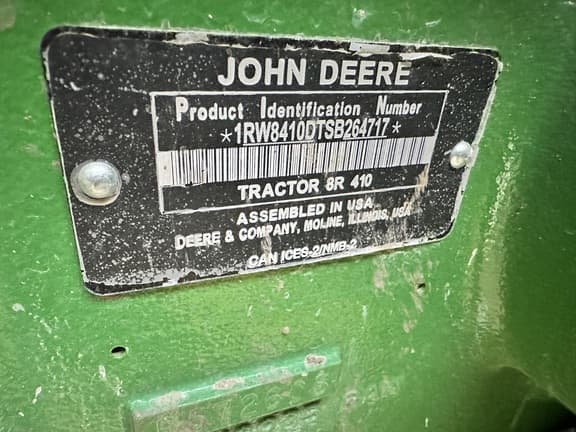 JOHN DEERE
Product Identification Number
*1RW8410DTSB264717*
TRACTOR 8R 410
ASSEMBLED IN USA
DEERE & COMPANY, MOLINE, ILLINOIS, USA
CAN ICES-2/NMB-2